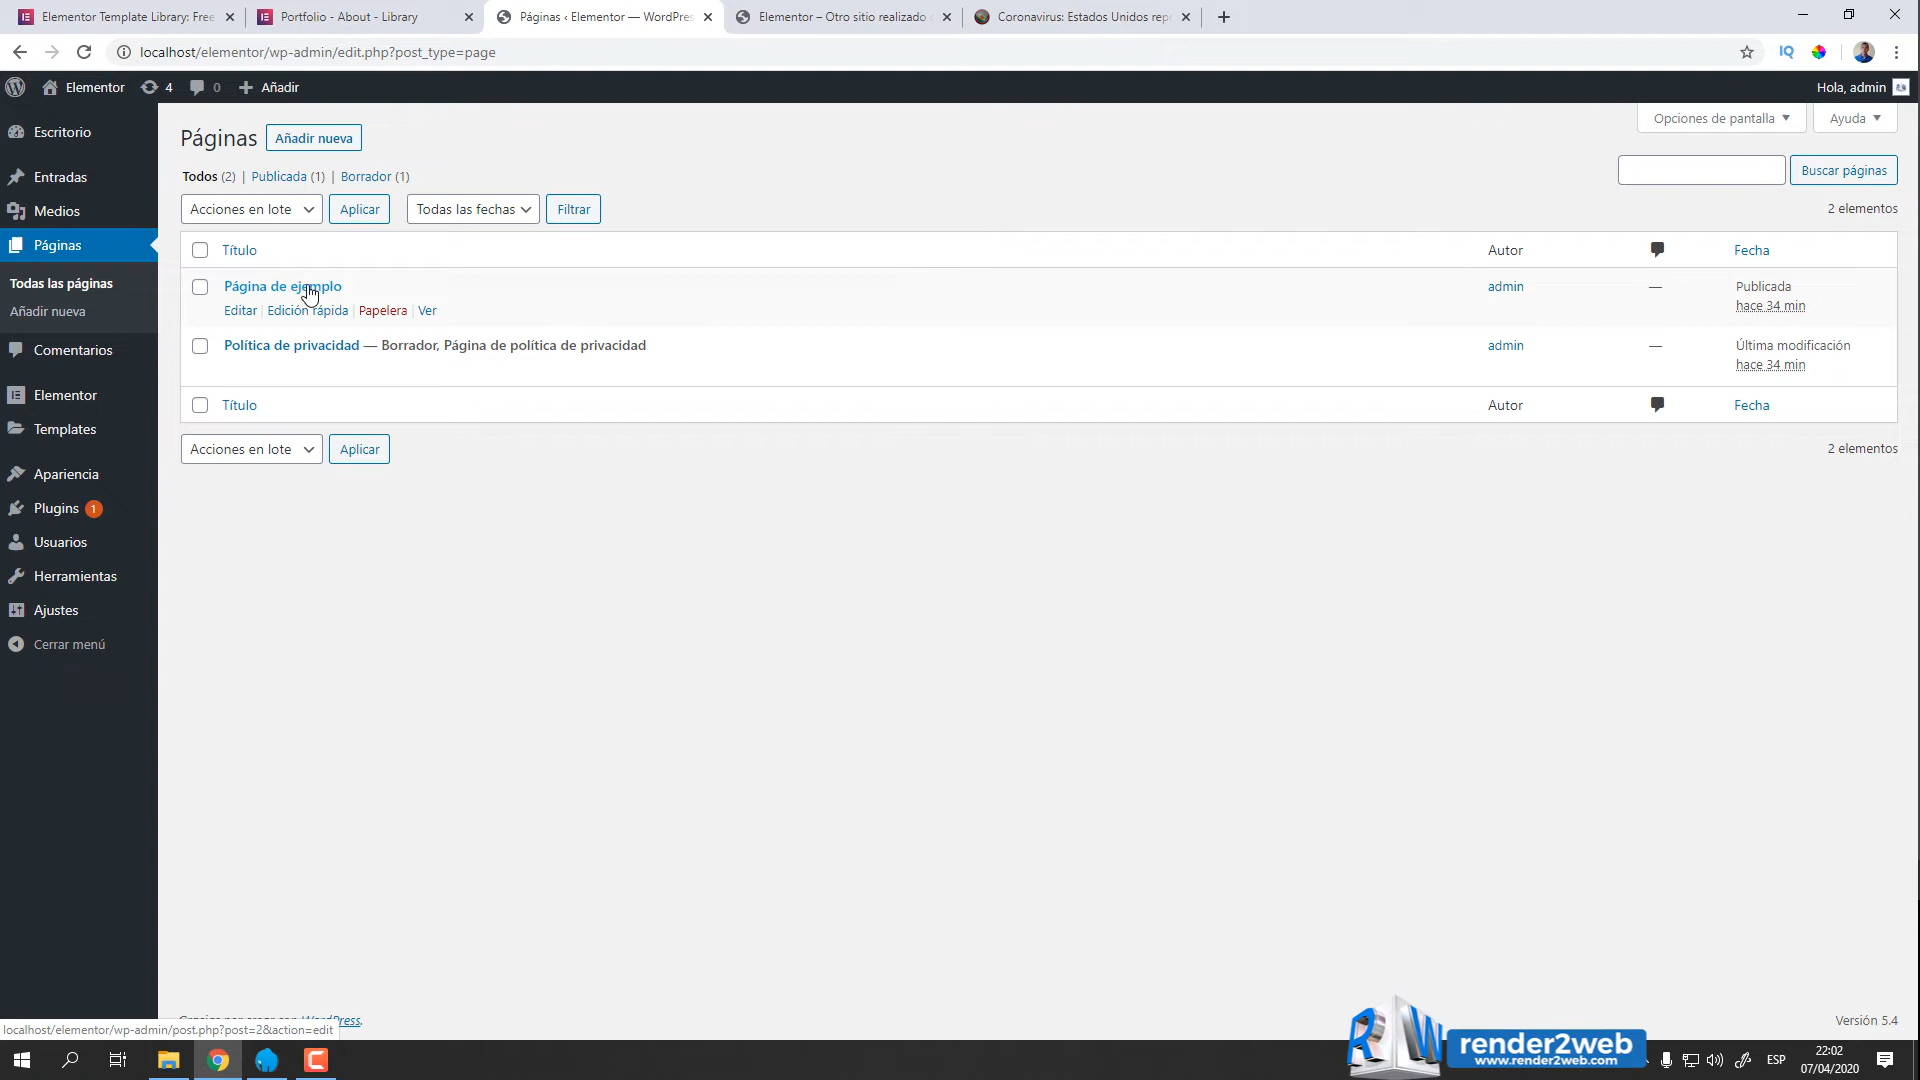 Elementor Template Library: Free
Portfolio - About - Library
Páginas ‹ Elementor — WordPres
Elementor – Otro sitio realizado
Coronavirus: Estados Unidos rep
localhost/elementor/wp-admin/edit.php?post_type=page
Elementor 4 0 Añadir
Hola, admin
Escritorio
Entradas
Medios
Páginas
Todas las páginas
Añadir nueva
Comentarios
Elementor
Templates
Apariencia
Plugins 1
Usuarios
Herramientas
Ajustes
Cerrar menú
Opciones de pantalla
Ayuda
Páginas Añadir nueva
Todos (2) | Publicada (1) | Borrador (1)
Buscar páginas
Acciones en lote Aplicar Todas las fechas Filtrar
2 elementos
Título Autor Fecha
Página de ejemplo admin — Publicada
hace 34 min
Editar | Edición rápida | Papelera | Ver
Política de privacidad — Borrador, Página de política de privacidad admin — Última modificación
hace 34 min
Título Autor Fecha
Acciones en lote Aplicar
2 elementos
WordPress.
Versión 5.4
localhost/elementor/wp-admin/post.php?post=2&action=edit
render2web
www.render2web.com
ESP
22:02
07/04/2020